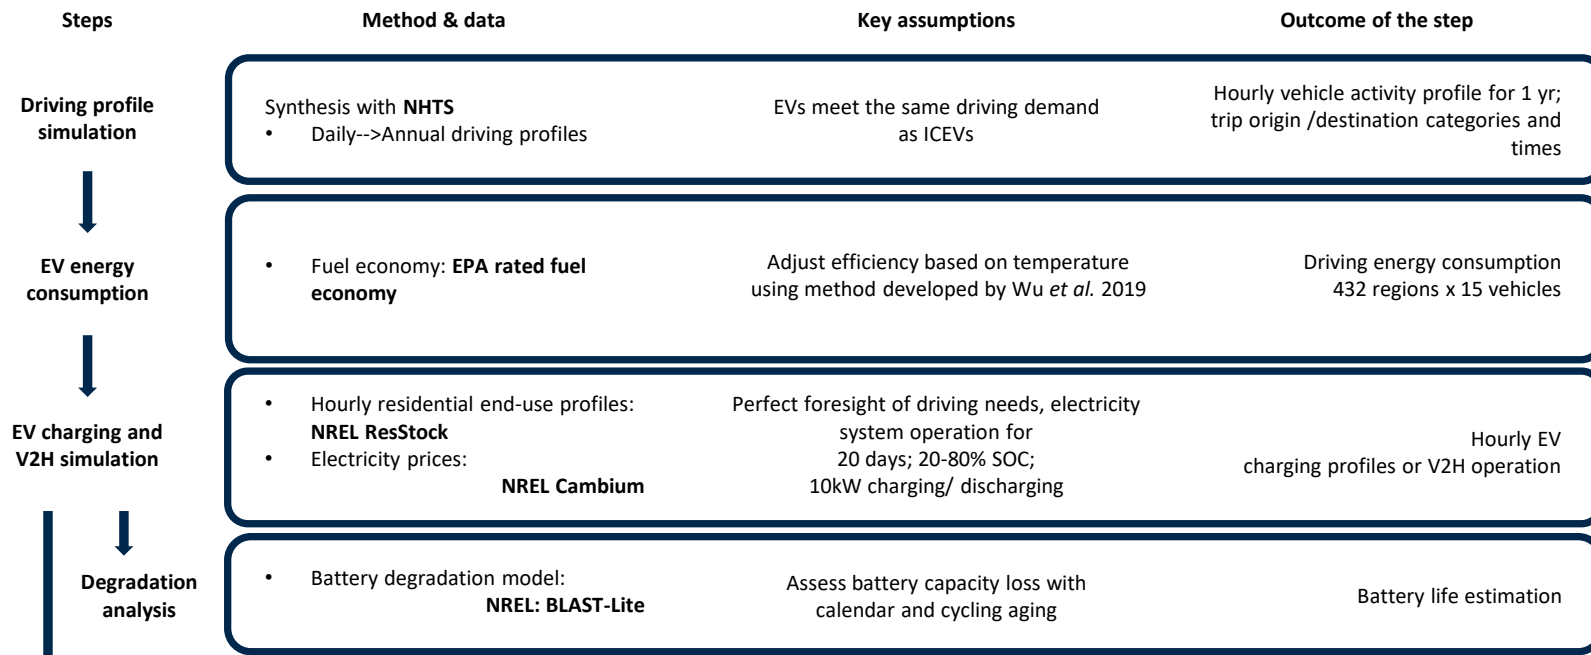 Steps
Method & data
Key assumptions
Outcome of the step
Driving profile
simulation
Synthesis with NHTS
• Daily-->Annual driving profiles
EVs meet the same driving demand
as ICEVs
Hourly vehicle activity profile for 1 yr;
trip origin /destination categories and
times
EV energy
consumption
• Fuel economy: EPA rated fuel
economy
Adjust efficiency based on temperature
using method developed by Wu et al. 2019
Driving energy consumption
432 regions x 15 vehicles
EV charging and
V2H simulation
• Hourly residential end-use profiles:
NREL ResStock
• Electricity prices:
NREL Cambium
Perfect foresight of driving needs, electricity
system operation for
20 days; 20-80% SOC;
10kW charging/ discharging
Hourly EV
charging profiles or V2H operation
Degradation
analysis
• Battery degradation model:
NREL: BLAST-Lite
Assess battery capacity loss with
calendar and cycling aging
Battery life estimation